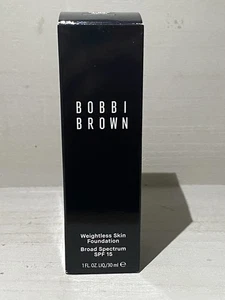 BOBBI
BROWN
Weightless Skin
Foundation
Broad Spectrum
SPF 15
1 FL. OZ. LIQ./30 ml ℮